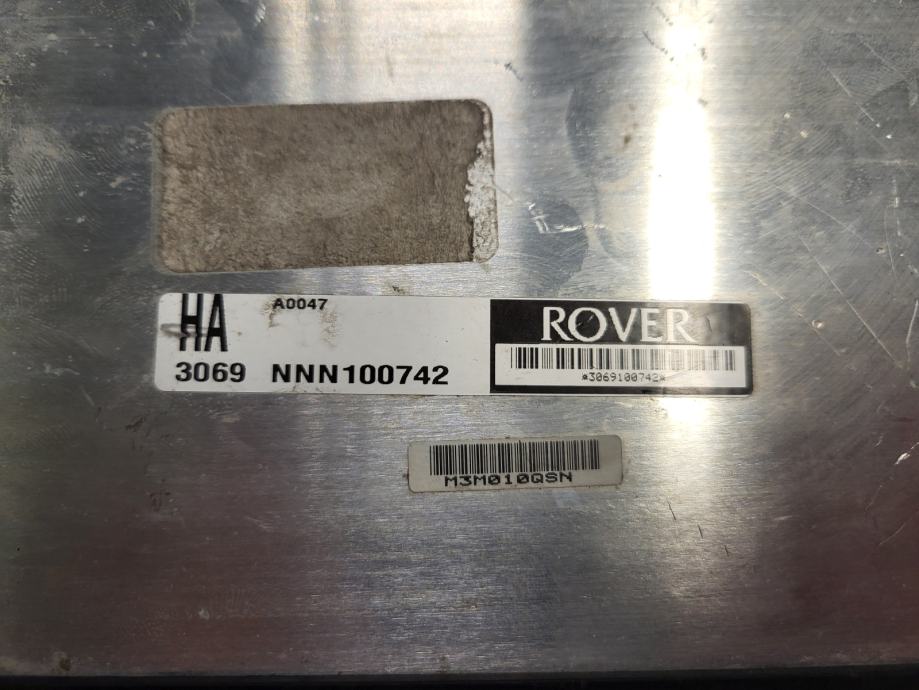 HA
A0047
3069 NNN100742
ROVER
*3069100742*
M3M010QSN